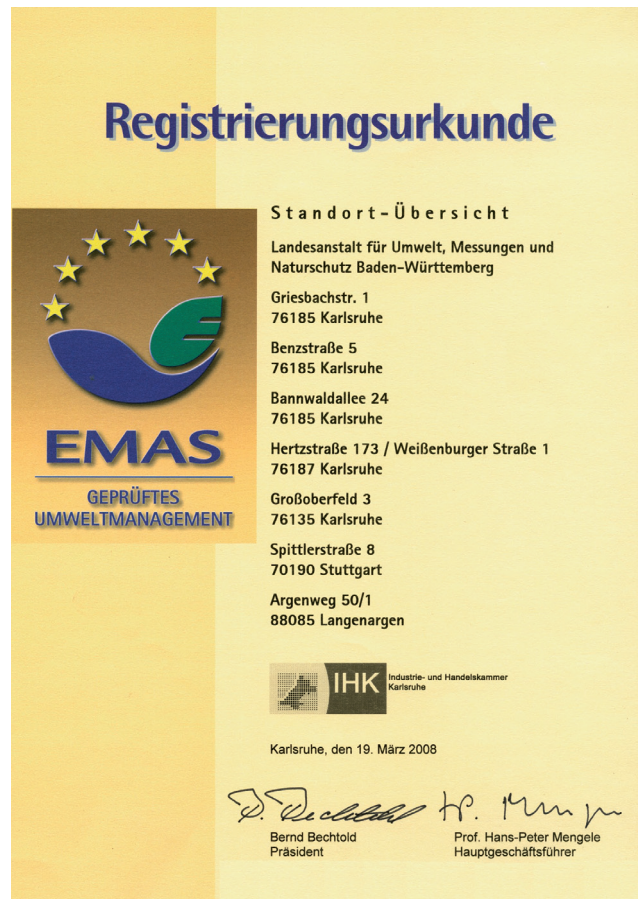 Registrierungsurkunde
Standort-Übersicht
Landesanstalt für Umwelt, Messungen und
Naturschutz Baden-Württemberg
Griesbachstr. 1
76185 Karlsruhe
Benzstraße 5
76185 Karlsruhe
Bannwaldallee 24
76185 Karlsruhe
Hertzstraße 173 / Weißenburger Straße 1
76187 Karlsruhe
Großoberfeld 3
76135 Karlsruhe
Spittlerstraße 8
70190 Stuttgart
Argenweg 50/1
88085 Langenargen
EMAS
GEPRÜFTES
UMWELTMANAGEMENT
IHK
Industrie- und Handelskammer
Karlsruhe
Karlsruhe, den 19. März 2008
Bernd Bechtold
Präsident
Prof. Hans-Peter Mengele
Hauptgeschäftsführer